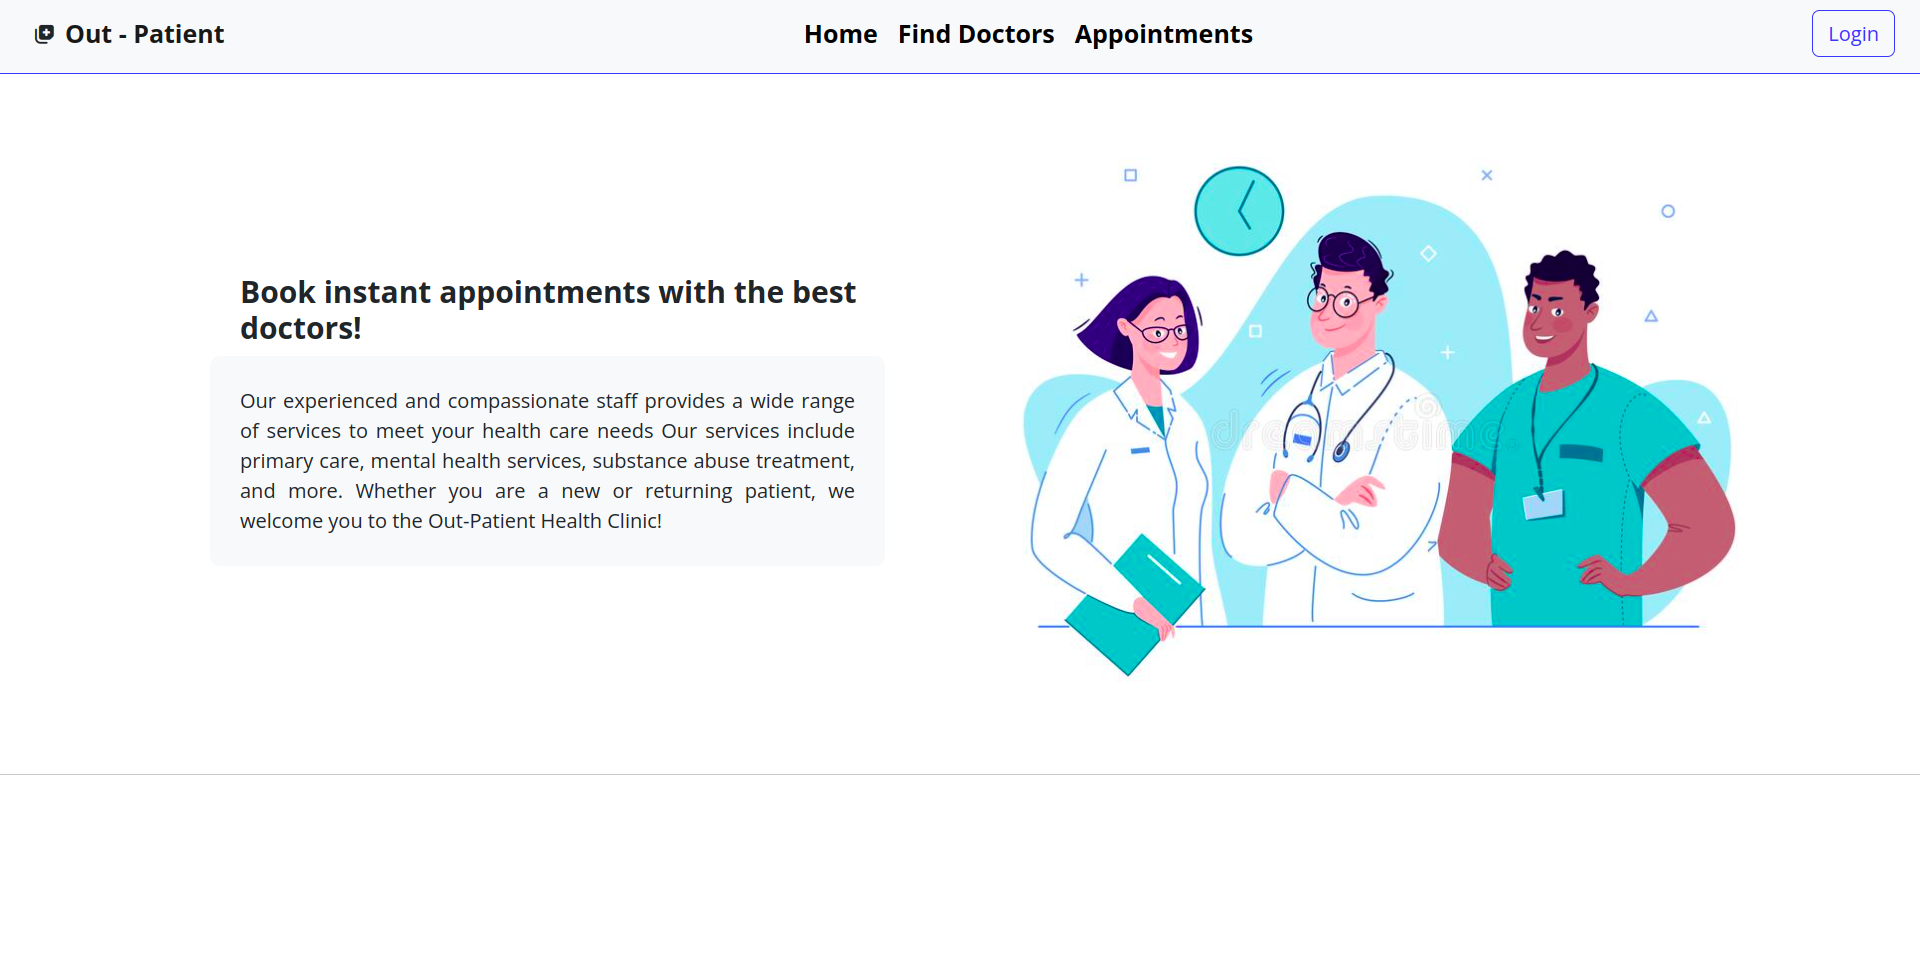 Out - Patient
Home Find Doctors Appointments
Login
Book instant appointments with the best
doctors!
Our experienced and compassionate staff provides a wide range
of services to meet your health care needs Our services include
primary care, mental health services, substance abuse treatment,
and more. Whether you are a new or returning patient, we
welcome you to the Out-Patient Health Clinic!
dreamstime.